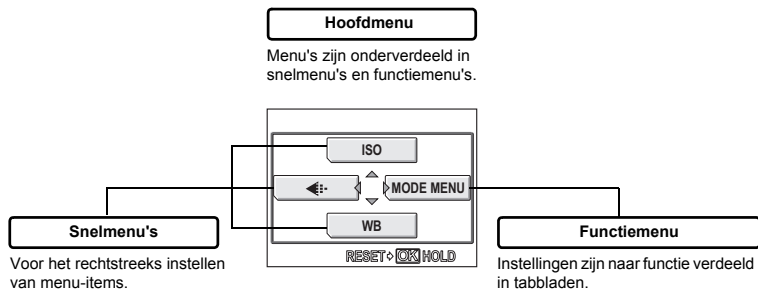 Hoofdmenu
Menu's zijn onderverdeeld in
snelmenu's en functiemenu's.
ISO
MODE MENU
WB
RESET OK HOLD
Snelmenu's
Voor het rechtstreeks instellen
van menu-items.
Functiemenu
Instellingen zijn naar functie verdeeld
in tabbladen.